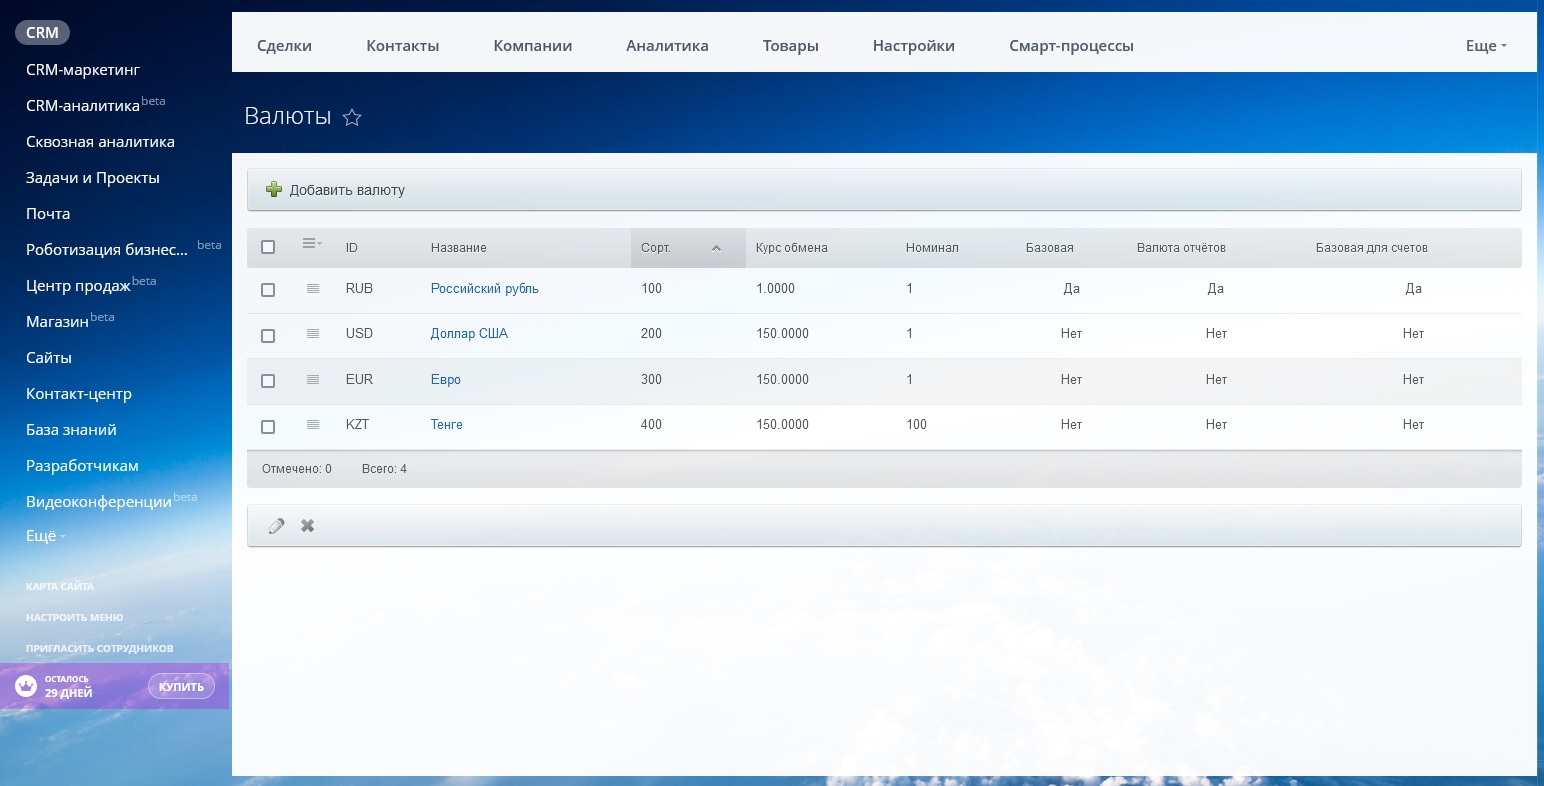 CRM
CRM-маркетинг
CRM-аналитика beta
Сквозная аналитика
Задачи и Проекты
Почта
Роботизация бизнес... beta
Центр продаж beta
Магазин beta
Сайты
Контакт-центр
База знаний
Разработчикам
Видеоконференции beta
Ещё
КАРТА САЙТА
НАСТРОИТЬ МЕНЮ
ПРИГЛАСИТЬ СОТРУДНИКОВ
ОСТАЛОСЬ
29 ДНЕЙ
КУПИТЬ
Сделки Контакты Компании Аналитика Товары Настройки Смарт-процессы Еще
Валюты
Добавить валюту
ID Название Сорт. Курс обмена Номинал Базовая Валюта отчётов Базовая для счетов
RUB Российский рубль 100 1.0000 1 Да Да Да
USD Доллар США 200 150.0000 1 Нет Нет Нет
EUR Евро 300 150.0000 1 Нет Нет Нет
KZT Тенге 400 150.0000 100 Нет Нет Нет
Отмечено: 0 Всего: 4